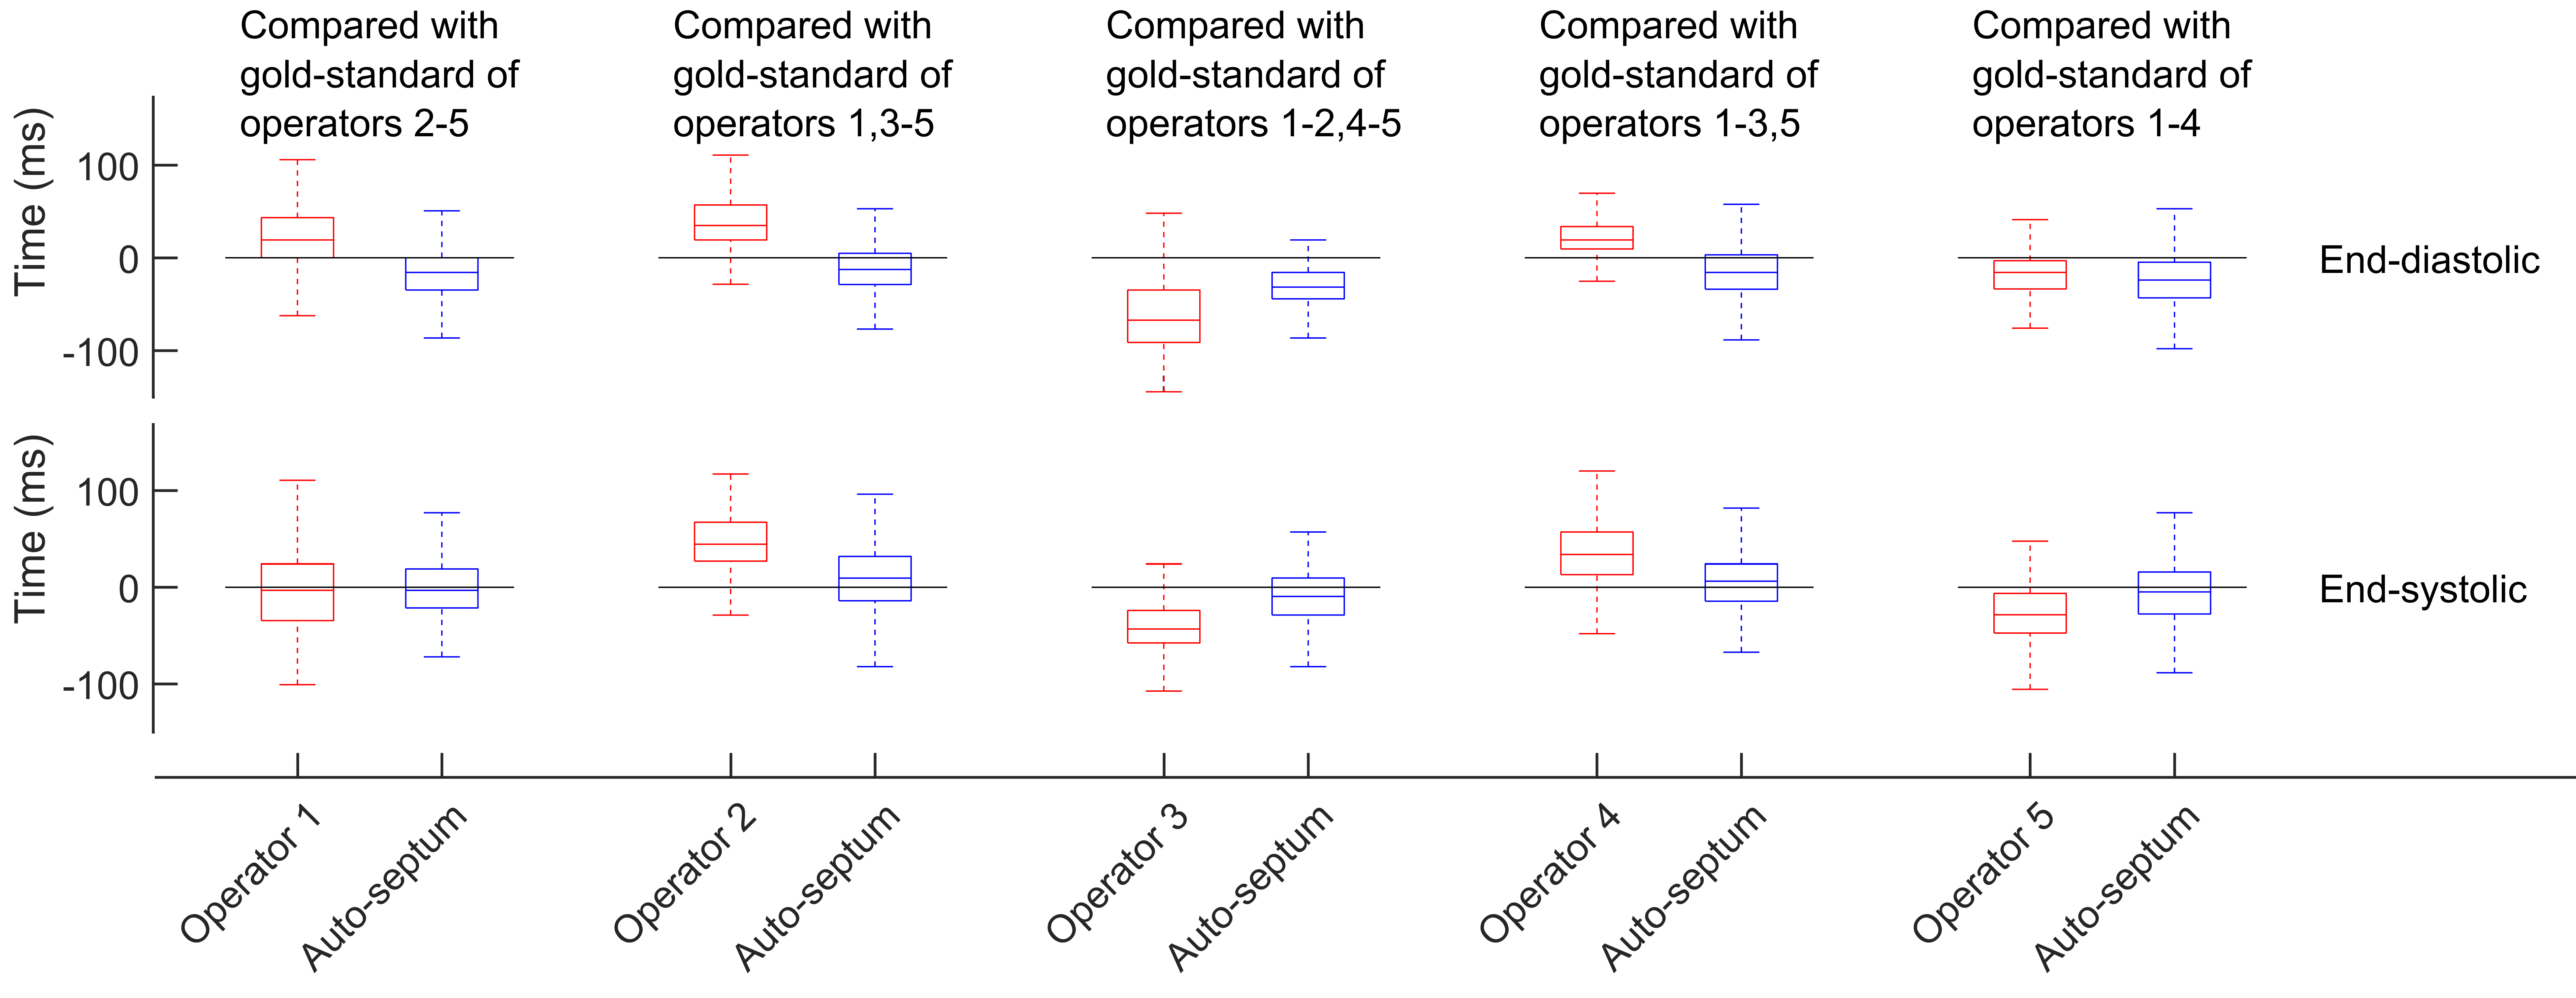 Compared with
gold-standard of
operators 2-5
Compared with
gold-standard of
operators 1,3-5
Compared with
gold-standard of
operators 1-2,4-5
Compared with
gold-standard of
operators 1-3,5
Compared with
gold-standard of
operators 1-4
Time (ms)
100
0
-100
End-diastolic
Time (ms)
100
0
-100
End-systolic
Operator 1
Auto-septum
Operator 2
Auto-septum
Operator 3
Auto-septum
Operator 4
Auto-septum
Operator 5
Auto-septum